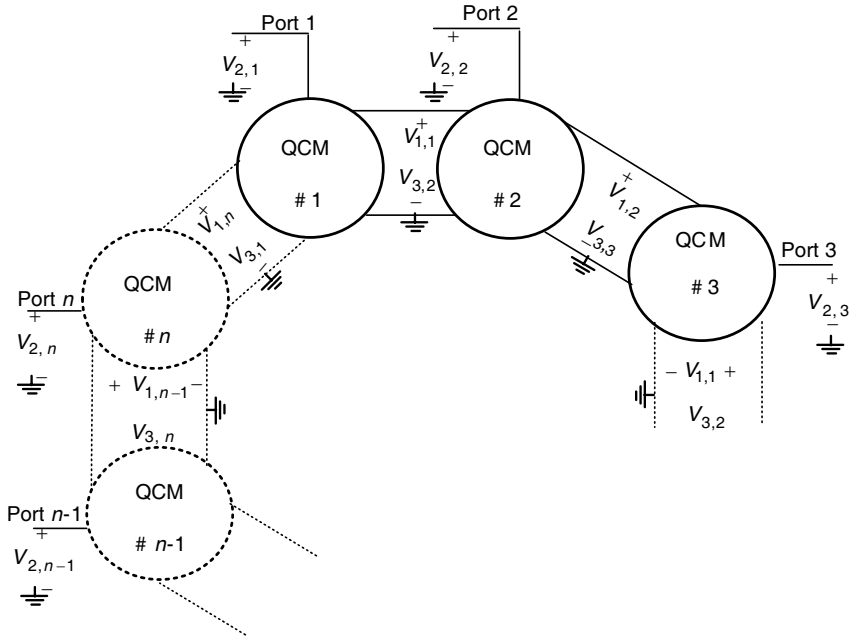 Port 1
+
V2, 1
−
Port 2
+
V2, 2
−
QCM
# 1
+
V1,1
V3,2
−
QCM
# 2
+
V1,2
V3,3
−
QCM
# 3
Port 3
+
V2, 3
−
− V1,1 +
V3,2
+
V1,n
V3,1
−
QCM
# n
Port n
+
V2, n
−
+ V1,n−1 −
V3, n
QCM
# n-1
Port n-1
+
V2,n−1
−